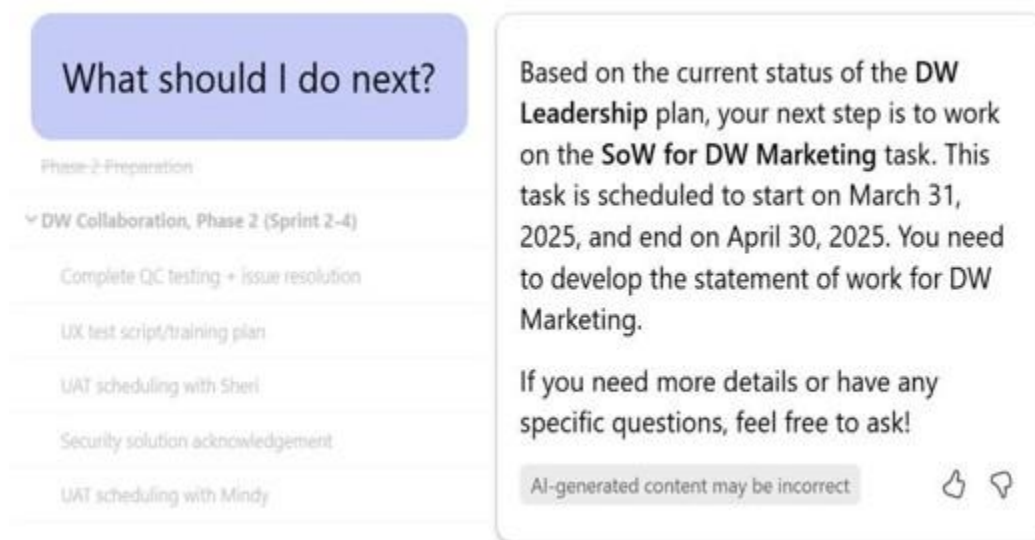 What should I do next?
Phase 2 Preparation
DW Collaboration, Phase 2 (Sprint 2-4)
Complete QC testing + issue resolution
UX test script/training plan
UAT scheduling with Sheri
Security solution acknowledgement
UAT scheduling with Mindy
Based on the current status of the DW
Leadership plan, your next step is to work
on the SoW for DW Marketing task. This
task is scheduled to start on March 31,
2025, and end on April 30, 2025. You need
to develop the statement of work for DW
Marketing.
If you need more details or have any
specific questions, feel free to ask!
AI-generated content may be incorrect